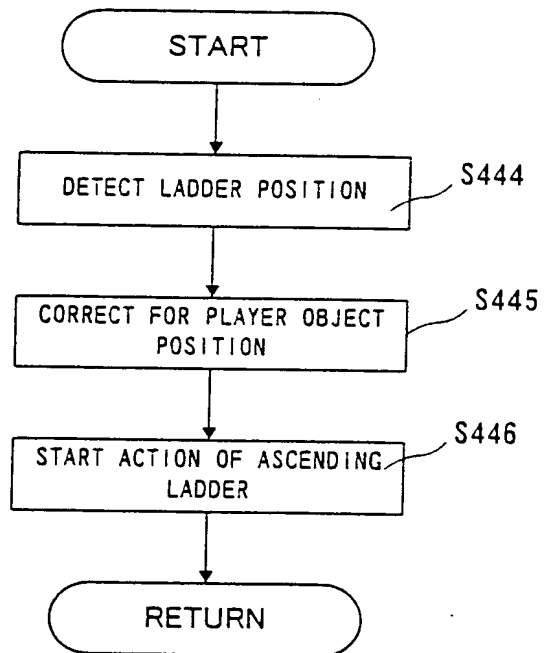 START
DETECT LADDER POSITION
S444
CORRECT FOR PLAYER OBJECT
POSITION
S445
START ACTION OF ASCENDING
LADDER
S446
RETURN